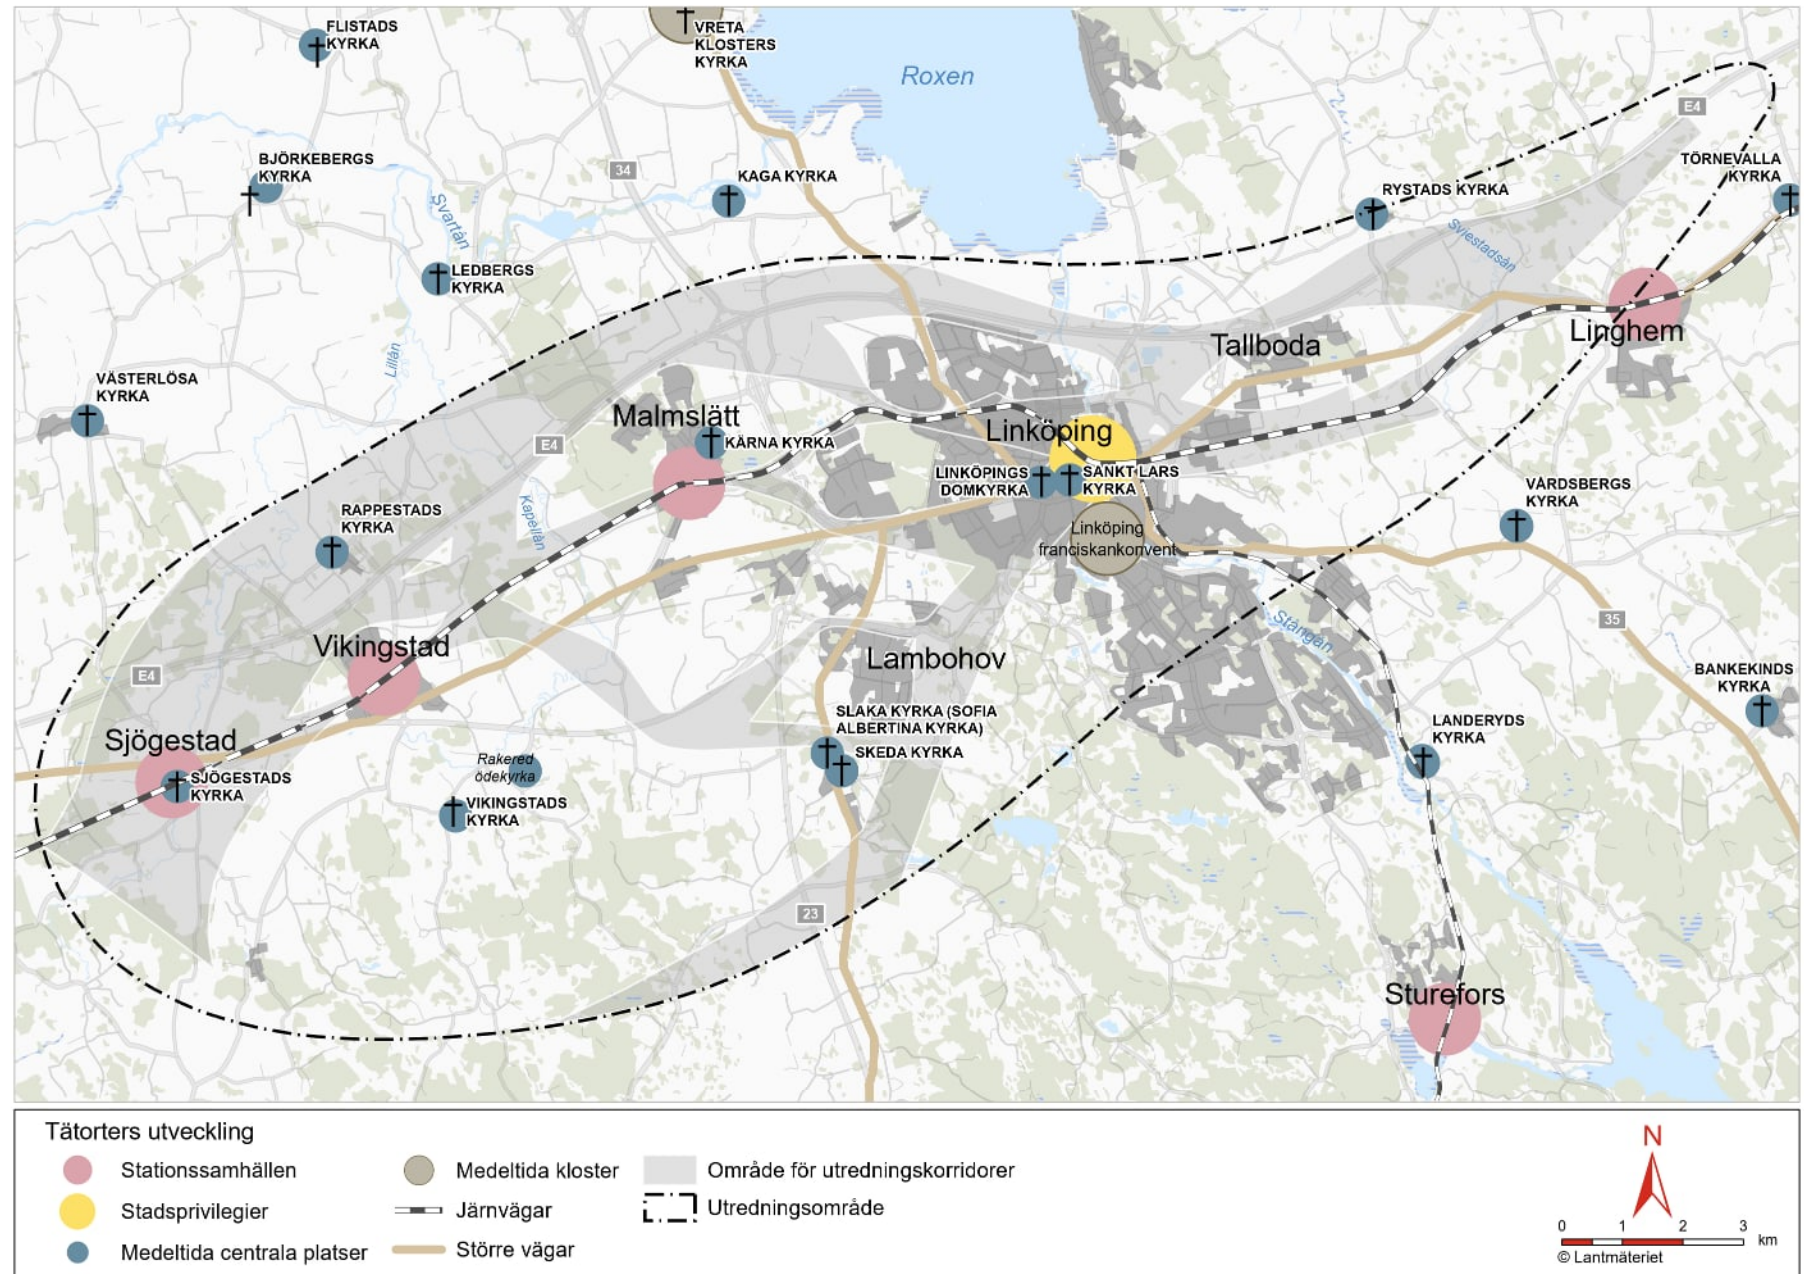 FLISTADS
KYRKA
VRETA
KLOSTERS
KYRKA
Roxen
E4
BJÖRKEBERGS
KYRKA
34
KAGA KYRKA
TÖRNEVALLA
KYRKA
RYSTADS KYRKA
Svartån
Sviestadsån
LEDBERGS
KYRKA
Linghem
Tallboda
Lillån
VÄSTERLÖSA
KYRKA
Malmslätt
E4
KÄRNA KYRKA
Linköping
LINKÖPINGS
DOMKYRKA
SANKT LARS
KYRKA
VÅRDSBERGS
KYRKA
RAPPESTADS
KYRKA
Kapellån
Linköping
franciskankonvent
35
Stångån
Vikingstad
Lambohov
E4
BANKEKINDS
KYRKA
SLAKA KYRKA (SOFIA
ALBERTINA KYRKA)
LANDERYDS
KYRKA
Sjögestad
SKEDA KYRKA
Rakered
ödekyrka
SJÖGESTADS
KYRKA
VIKINGSTADS
KYRKA
23
Sturefors
Tätorters utveckling
Stationssamhällen
Stadsprivilegier
Medeltida centrala platser
Medeltida kloster
Järnvägar
Större vägar
Område för utredningskorridorer
Utredningsområde
N
0 1 2 3
km
© Lantmäteriet